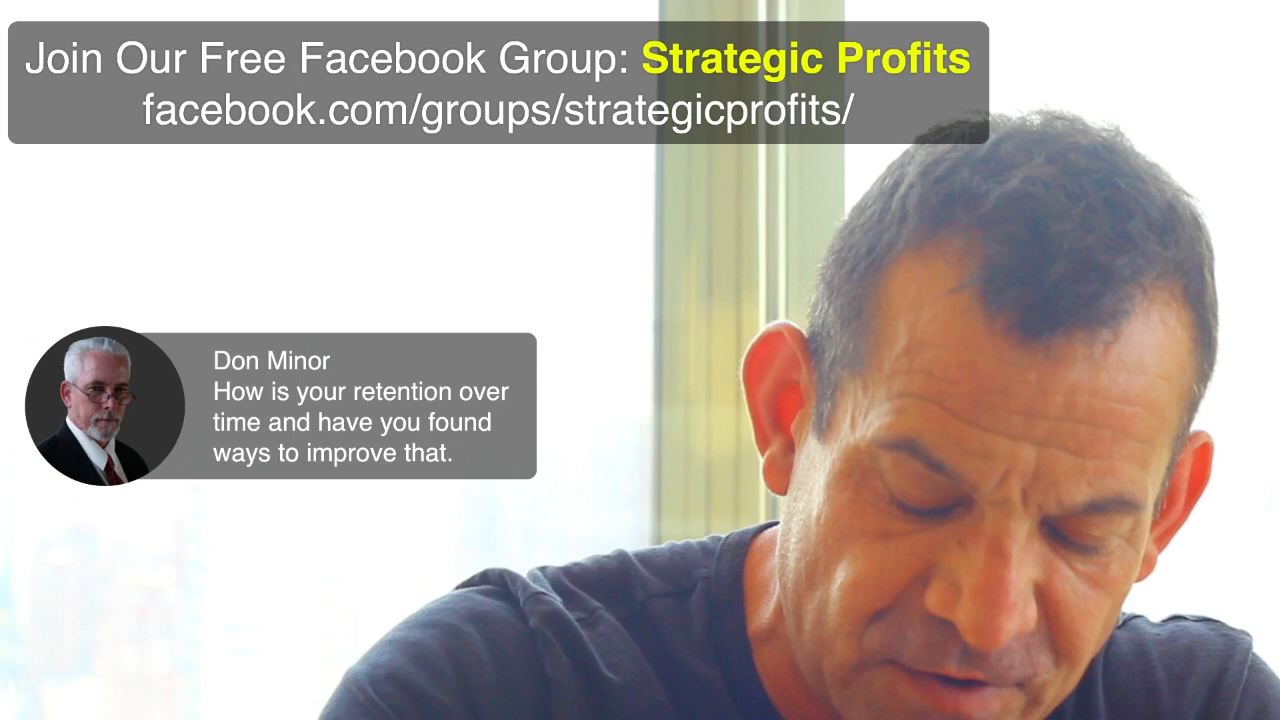 Join Our Free Facebook Group: Strategic Profits
facebook.com/groups/strategicprofits/
Don Minor
How is your retention over
time and have you found
ways to improve that.